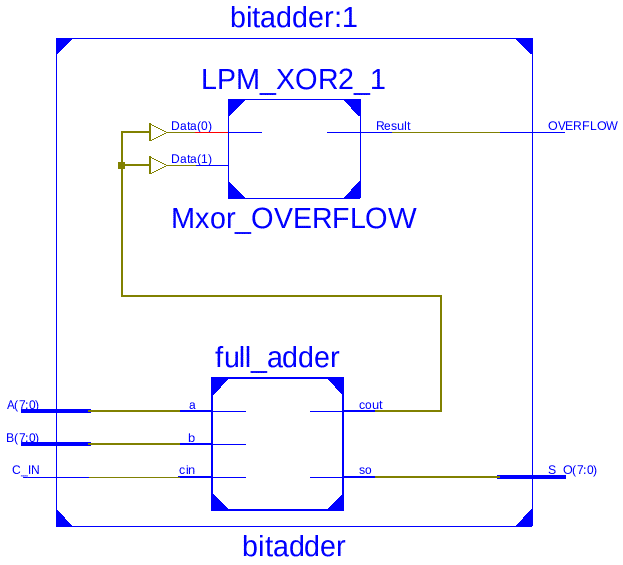 bitadder:1
LPM_XOR2_1
Data(0)
Result
OVERFLOW
Data(1)
Mxor_OVERFLOW
full_adder
A(7:0)
a
cout
B(7:0)
b
C_IN
cin
so
S_O(7:0)
bitadder